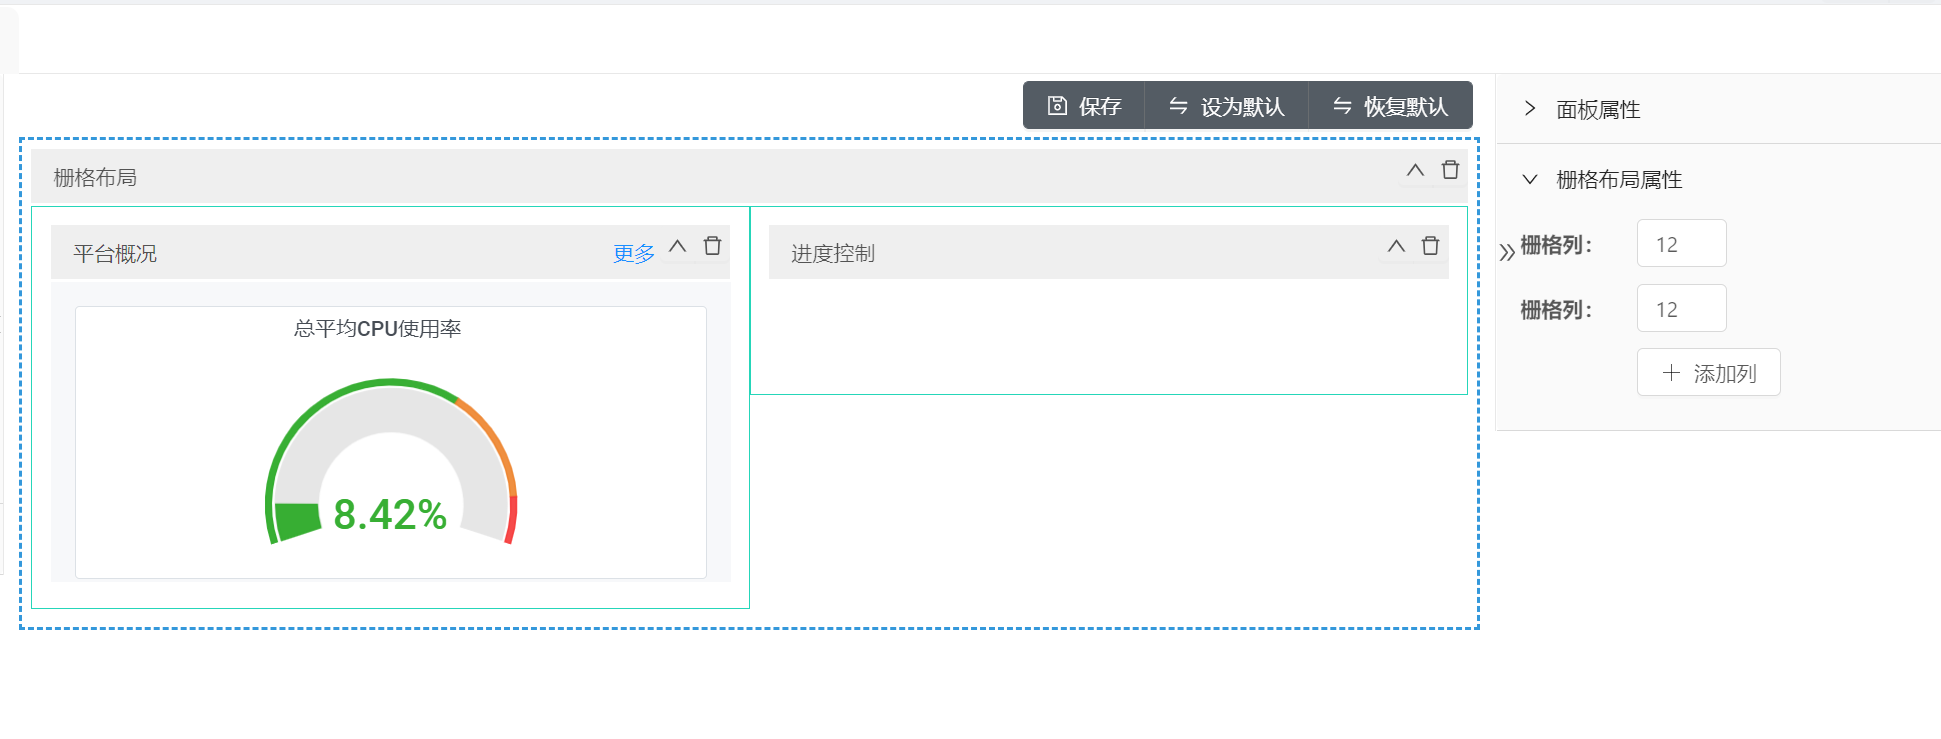 保存 设为默认 恢复默认
栅格布局
平台概况 更多
总平均CPU使用率
8.42%
进度控制
面板属性
栅格布局属性
栅格列： 12
栅格列： 12
添加列